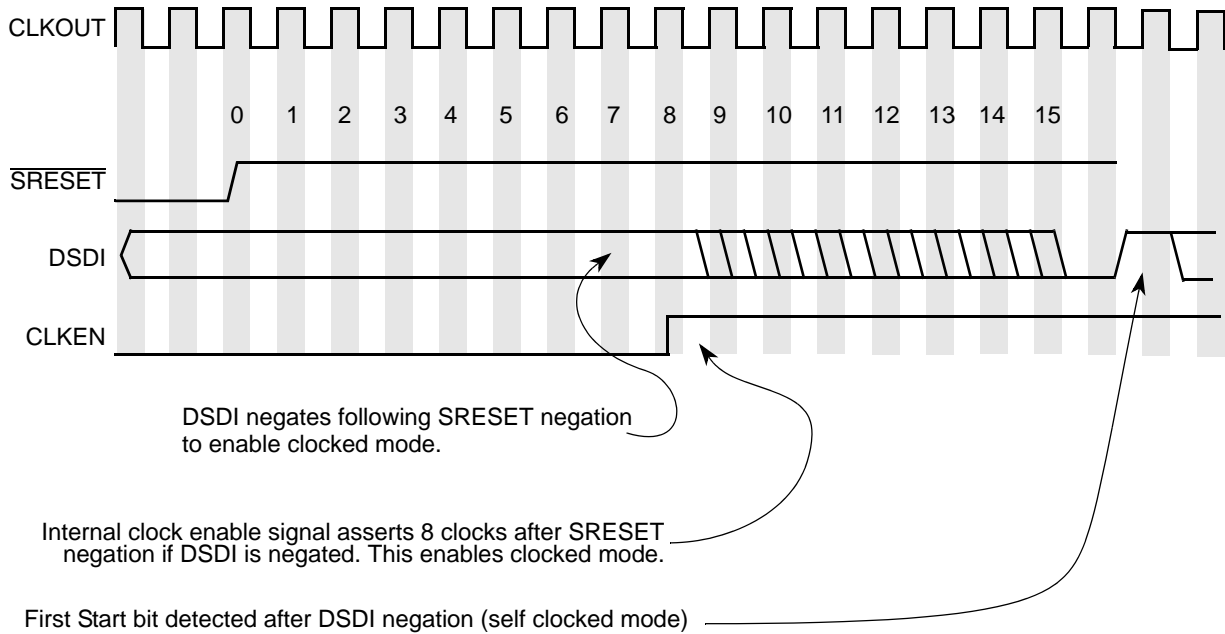 CLKOUT
0 1 2 3 4 5 6 7 8 9 10 11 12 13 14 15
SRESET
DSDI
CLKEN
DSDI negates following SRESET negation
to enable clocked mode.
Internal clock enable signal asserts 8 clocks after SRESET
negation if DSDI is negated. This enables clocked mode.
First Start bit detected after DSDI negation (self clocked mode)